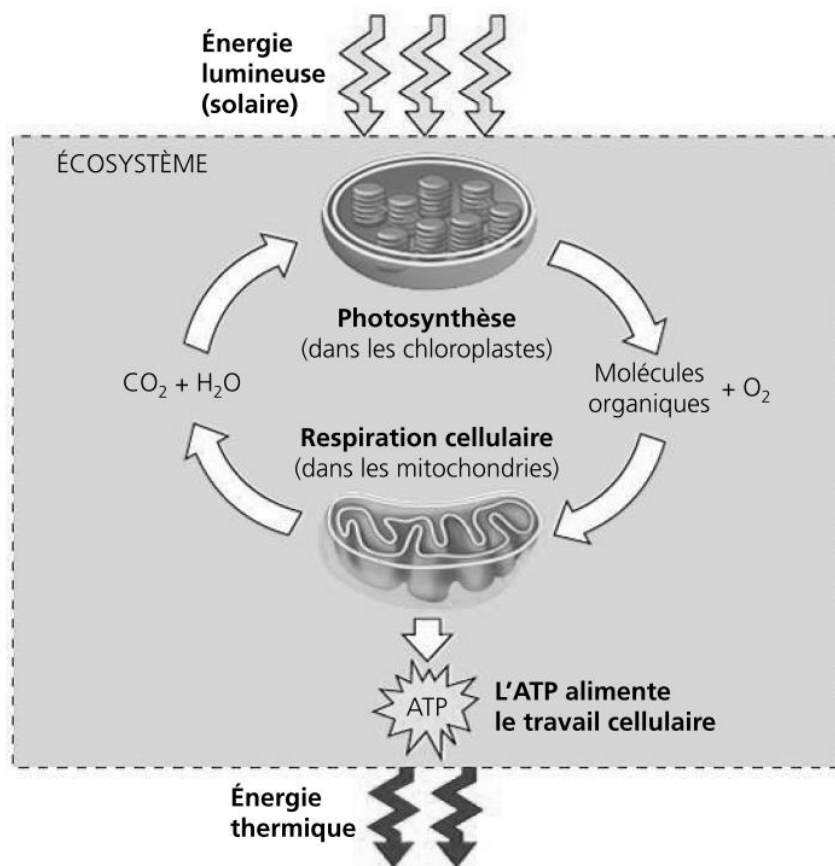 Énergie
lumineuse
(solaire)
ÉCOSYSTÈME
Photosynthèse
(dans les chloroplastes)
CO₂ + H₂O
Molécules
organiques + O₂
Respiration cellulaire
(dans les mitochondries)
ATP
L'ATP alimente
le travail cellulaire
Énergie
thermique